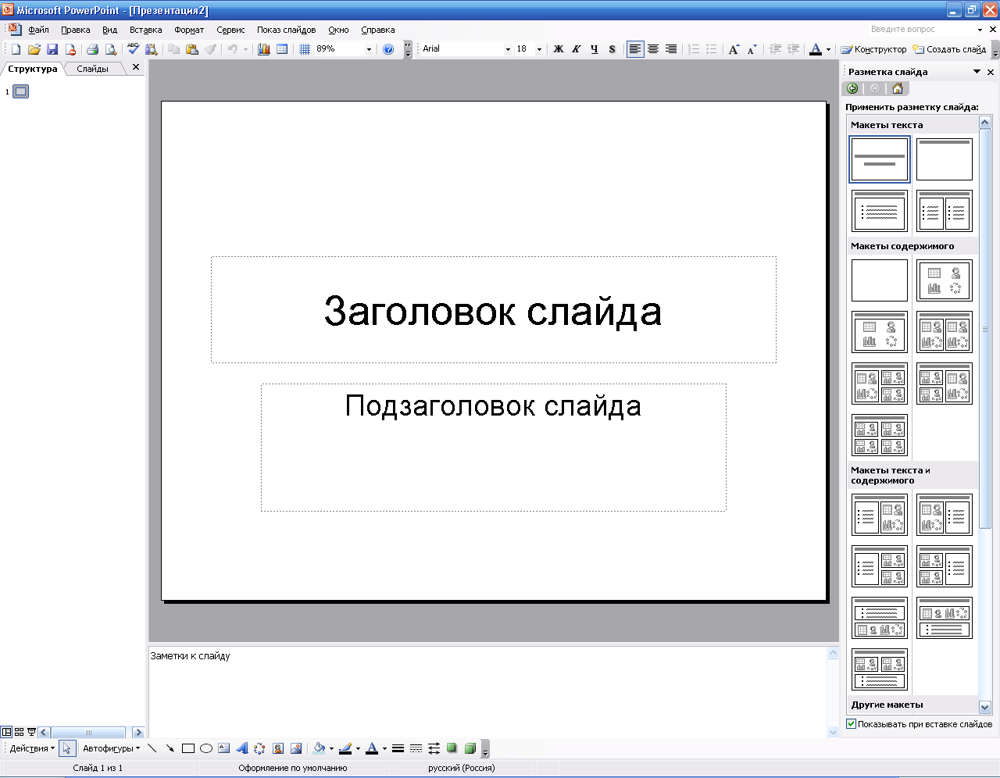 Microsoft PowerPoint - [Презентация2]
Файл Правка Вид Вставка Формат Сервис Показ слайдов Окно Справка Введите вопрос
89% Arial 18 Ж К Ч S А А А Конструктор Создать слайд
Структура Слайды
1
Заголовок слайда
Подзаголовок слайда
Заметки к слайду
Разметка слайда
Применить разметку слайда:
Макеты текста
Макеты содержимого
Макеты текста и
содержимого
Другие макеты
Показывать при вставке слайдов
Действия Автофигуры
Слайд 1 из 1 Оформление по умолчанию русский (Россия)